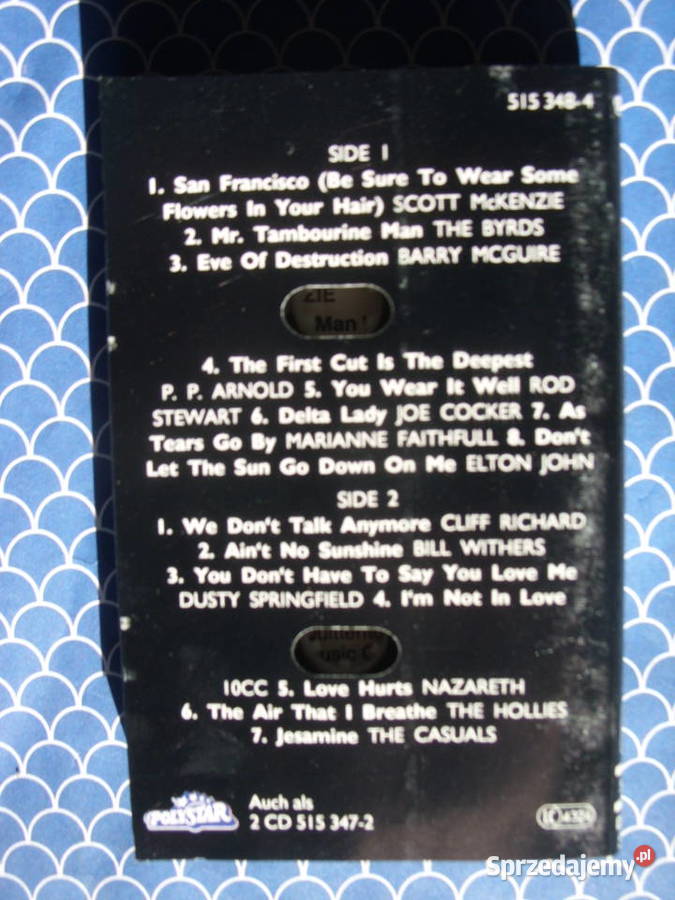 515 348-4
SIDE 1
1. San Francisco (Be Sure To Wear Some
Flowers In Your Hair) SCOTT McKENZIE
2. Mr. Tambourine Man THE BYRDS
3. Eve Of Destruction BARRY MCGUIRE
ZIE
Man
4. The First Cut Is The Deepest
P. P. ARNOLD 5. You Wear It Well ROD
STEWART 6. Delta Lady JOE COCKER 7. As
Tears Go By MARIANNE FAITHFULL 8. Don't
Let The Sun Go Down On Me ELTON JOHN
SIDE 2
1. We Don't Talk Anymore CLIFF RICHARD
2. Ain't No Sunshine BILL WITHERS
3. You Don't Have To Say You Love Me
DUSTY SPRINGFIELD 4. I'm Not In Love
10CC 5. Love Hurts NAZARETH
6. The Air That I Breathe THE HOLLIES
7. Jesamine THE CASUALS
POLYSTAR
Auch als
2 CD 515 347-2
Sprzedajemy.pl